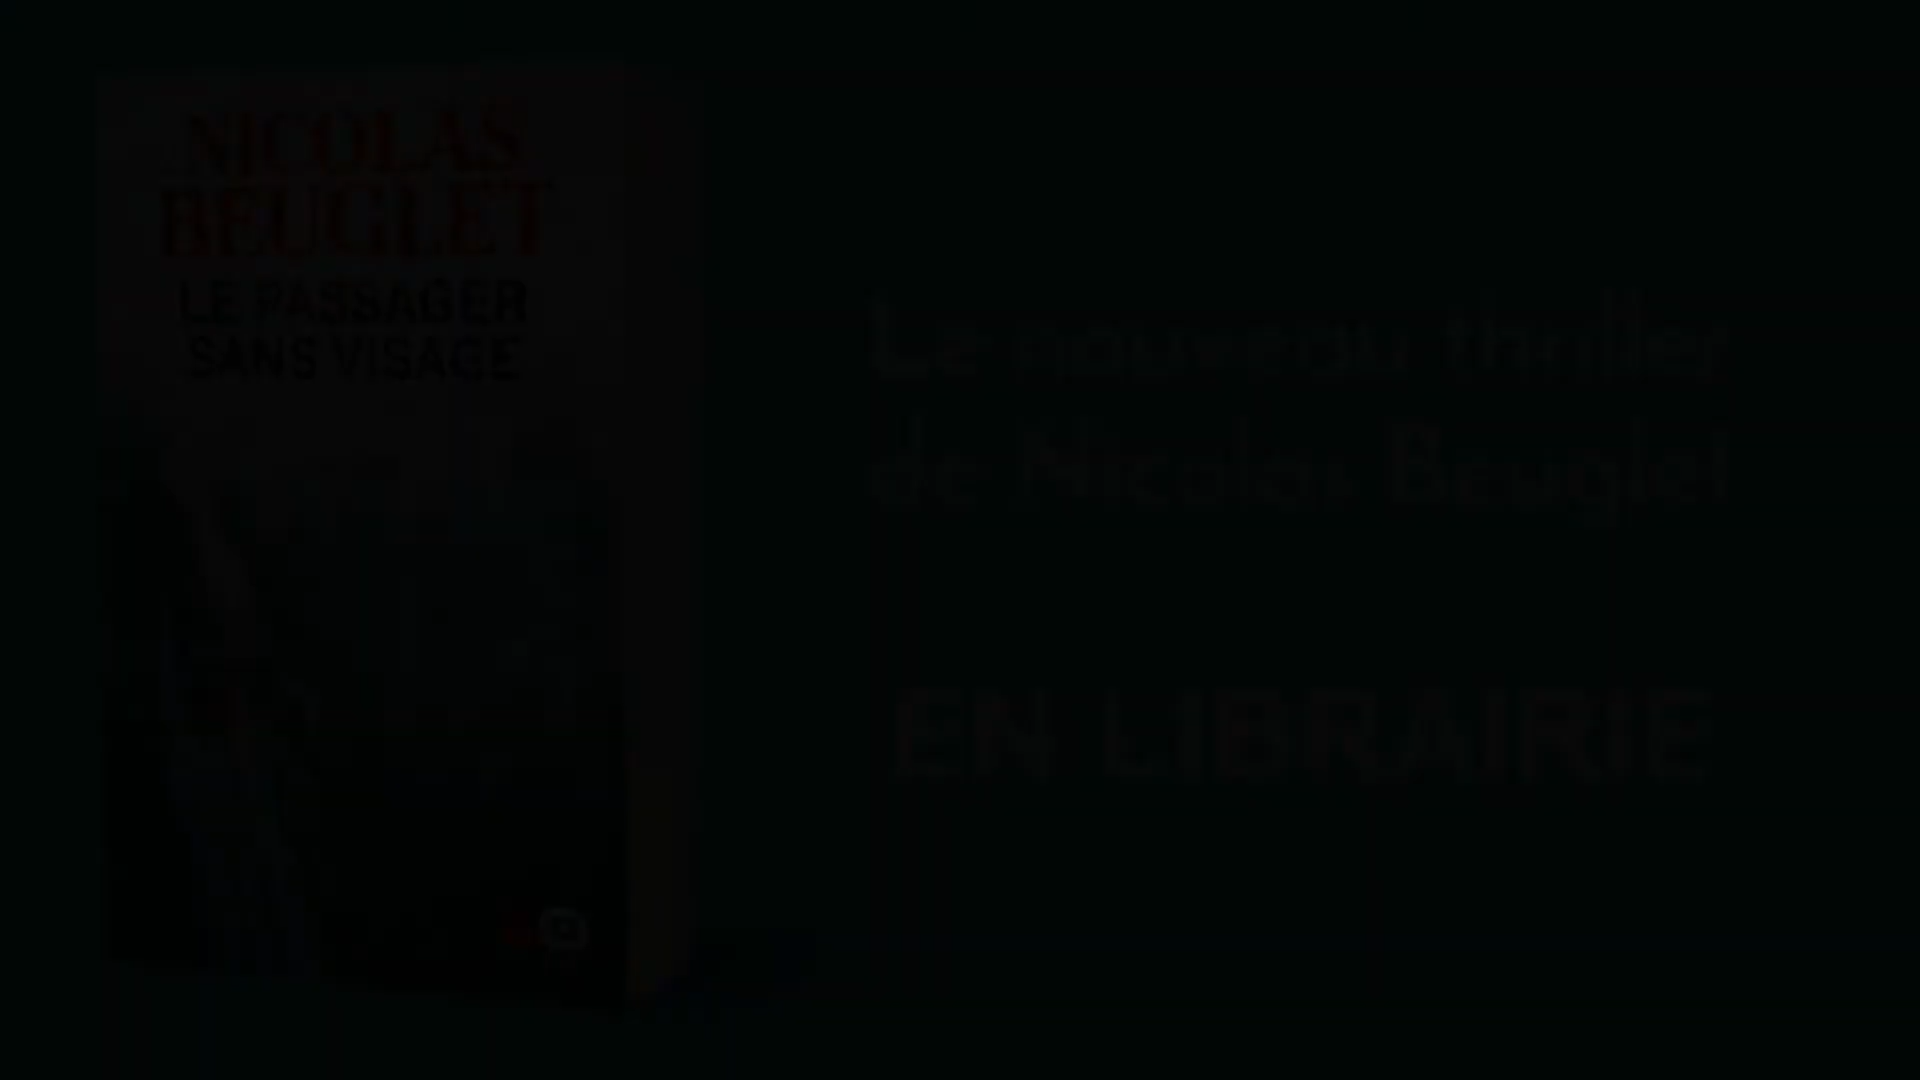 NICOLAS
BEUGLET
LE PASSAGER
SANS VISAGE
Le nouveau thriller
de Nicolas Beuglet
EN LIBRAIRIE